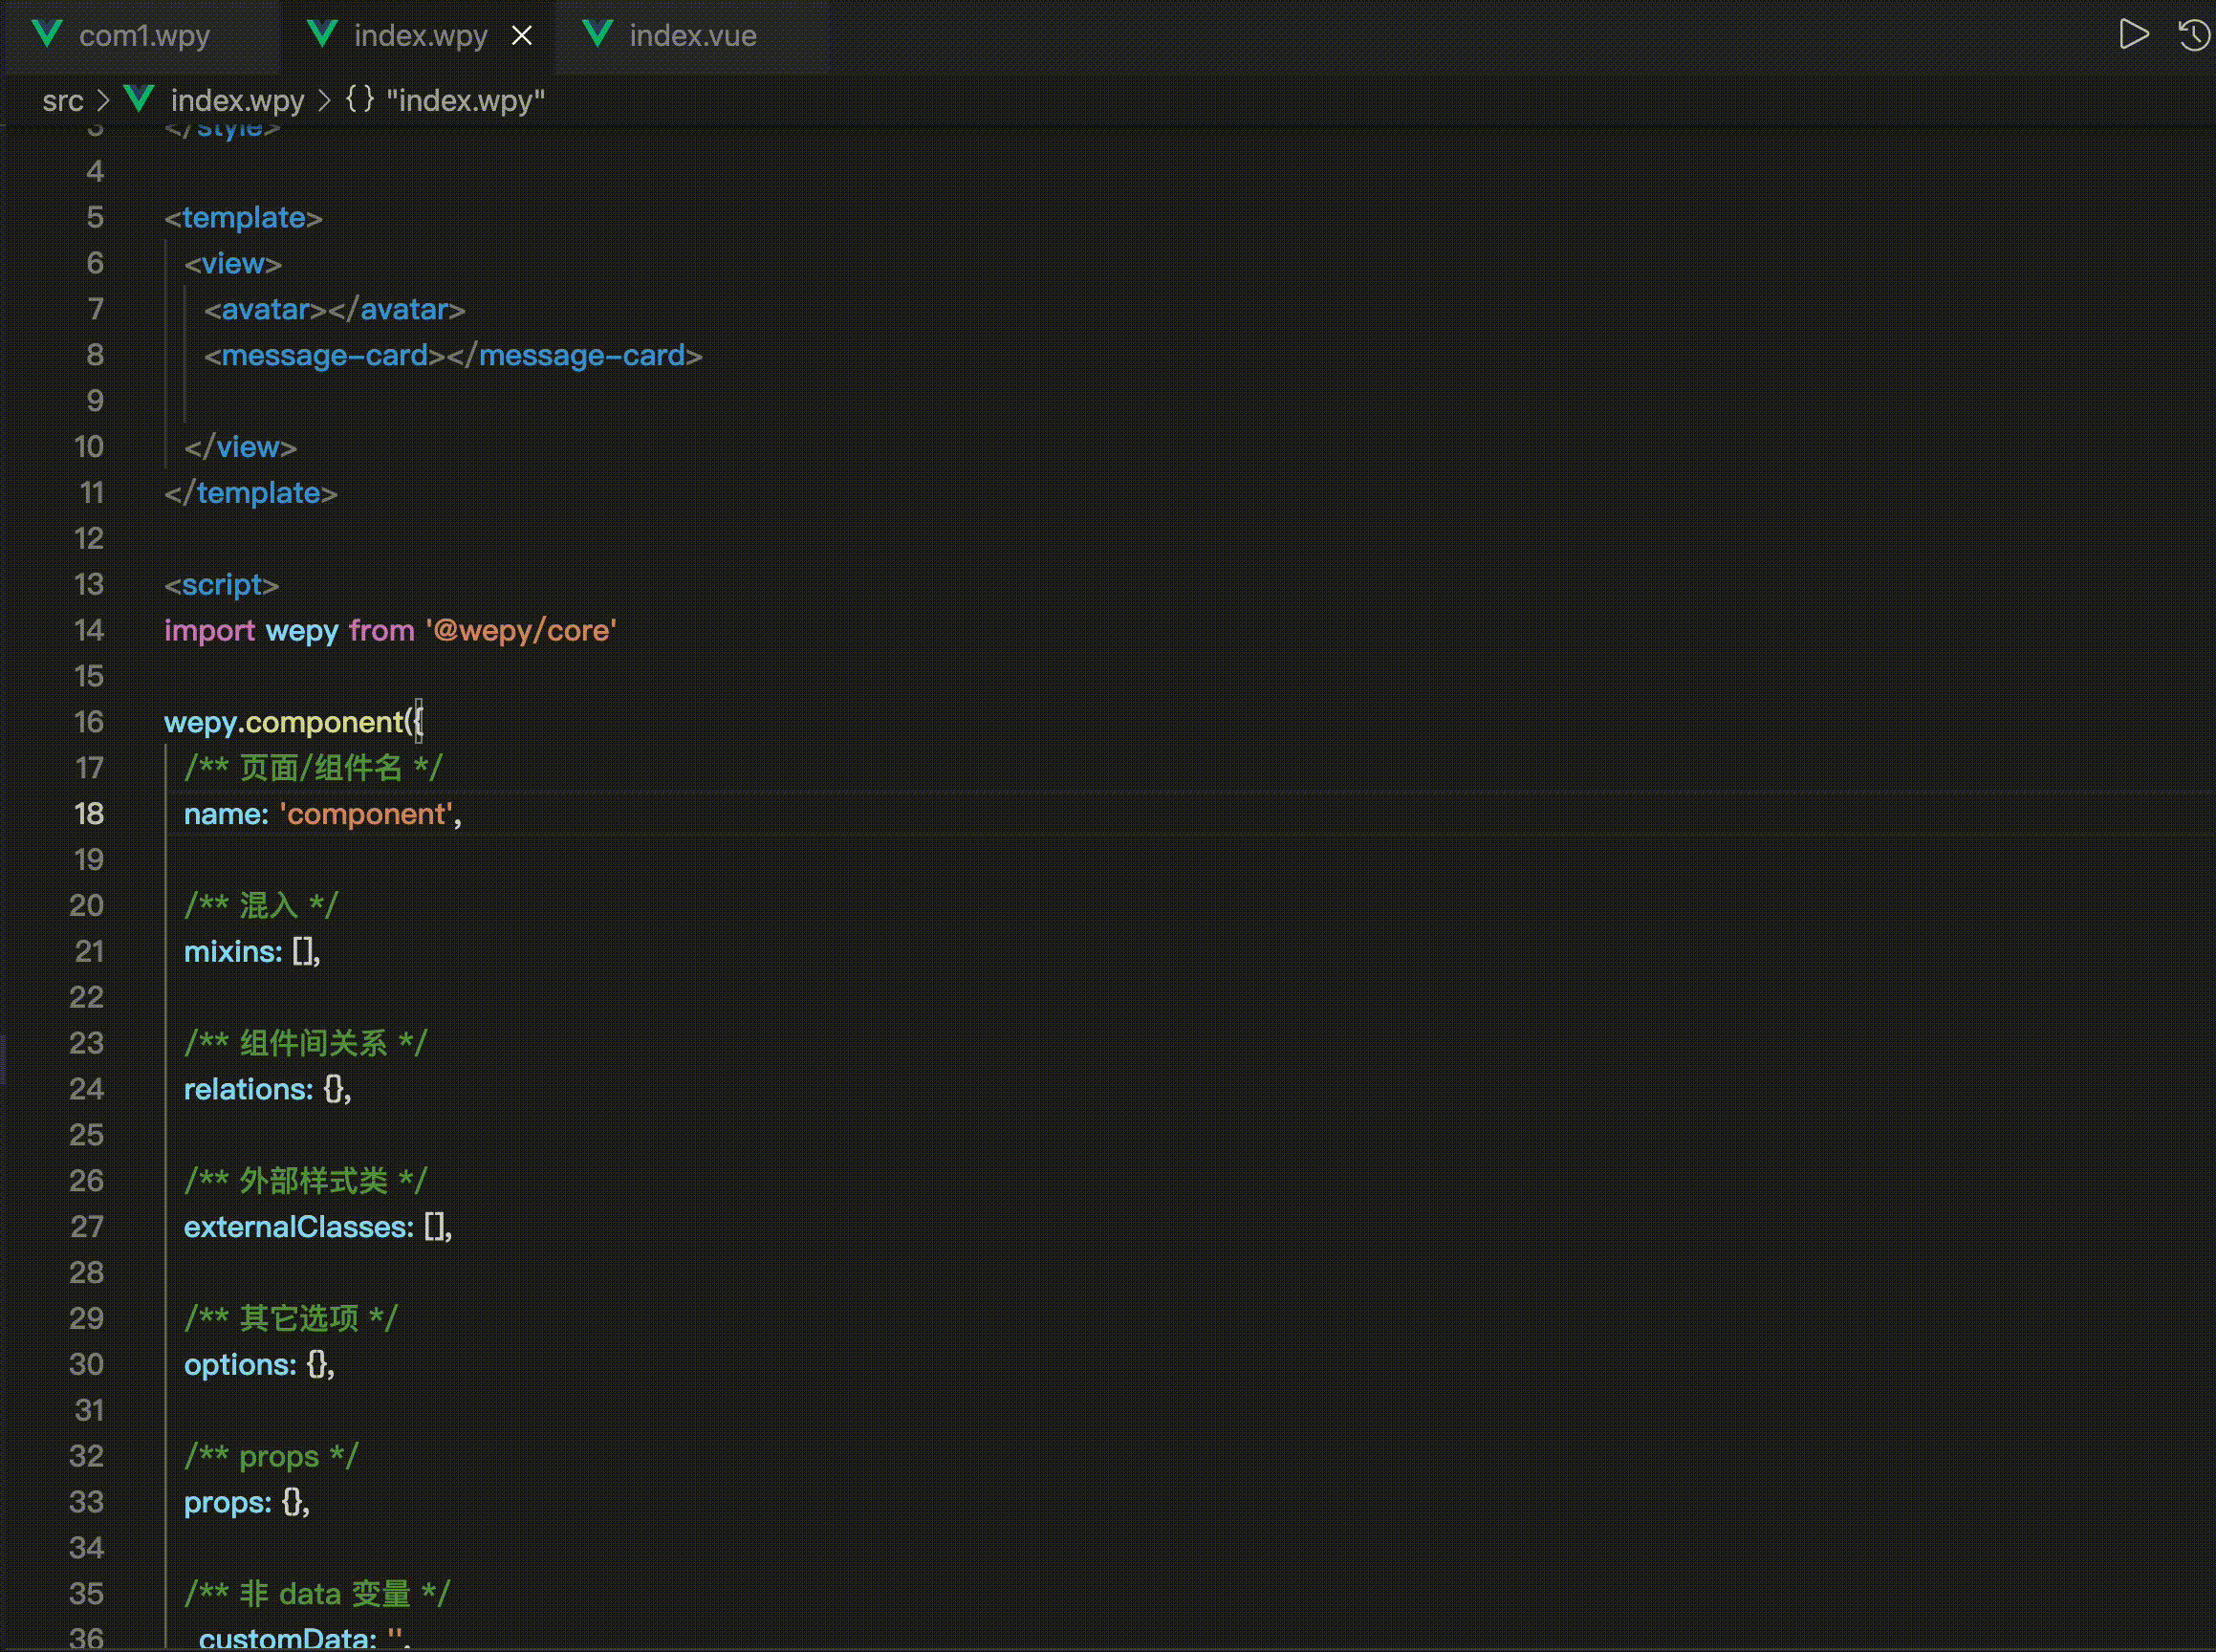 com1.wpy index.wpy index.vue
src > index.wpy > {} "index.wpy"
3 </style>
4
5 <template>
6 <view>
7 <avatar></avatar>
8 <message-card></message-card>
9
10 </view>
11 </template>
12
13 <script>
14 import wepy from '@wepy/core'
15
16 wepy.component({
17 /** 页面/组件名 */
18 name: 'component',
19
20 /** 混入 */
21 mixins: [],
22
23 /** 组件间关系 */
24 relations: {},
25
26 /** 外部样式类 */
27 externalClasses: [],
28
29 /** 其它选项 */
30 options: {},
31
32 /** props */
33 props: {},
34
35 /** 非 data 变量 */
36 customData: '',